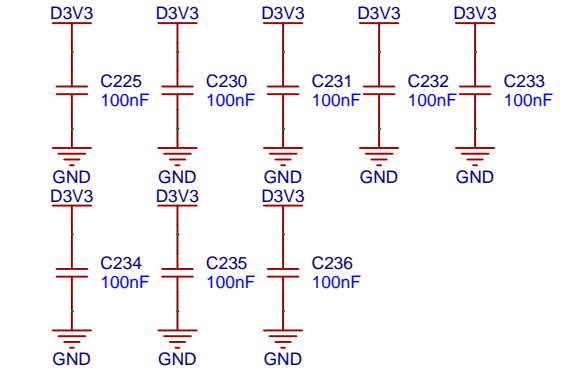 D3V3 D3V3 D3V3 D3V3 D3V3
C225 C230 C231 C232 C233
100nF 100nF 100nF 100nF 100nF
GND GND GND GND GND
D3V3 D3V3 D3V3
C234 C235 C236
100nF 100nF 100nF
GND GND GND